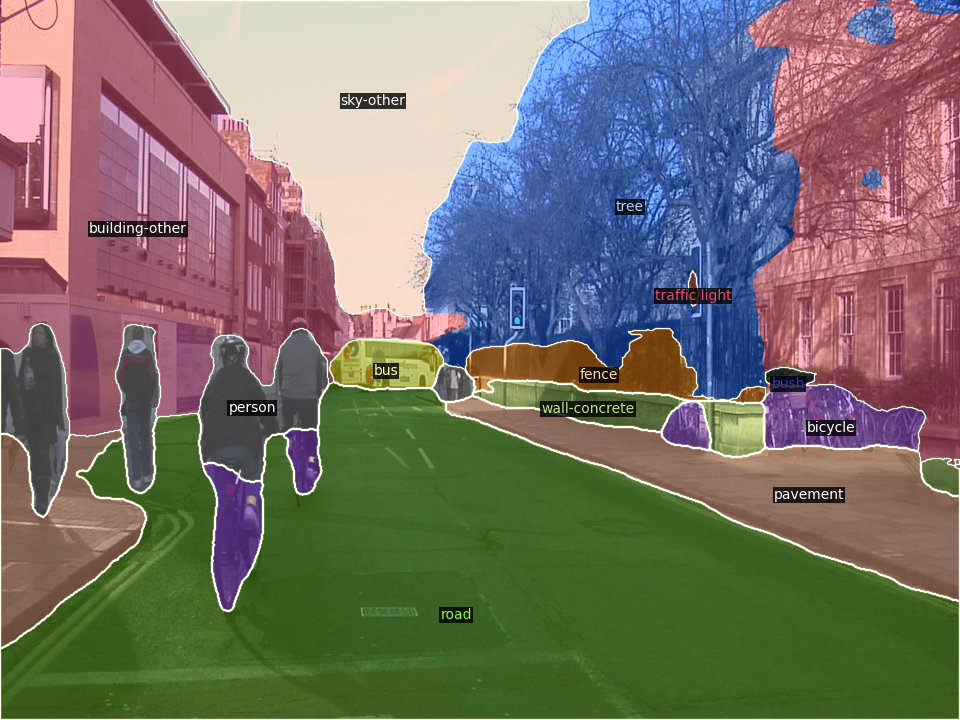 sky-other
tree
building-other
traffic light
bus
fence
bush
person
wall-concrete
bicycle
pavement
road